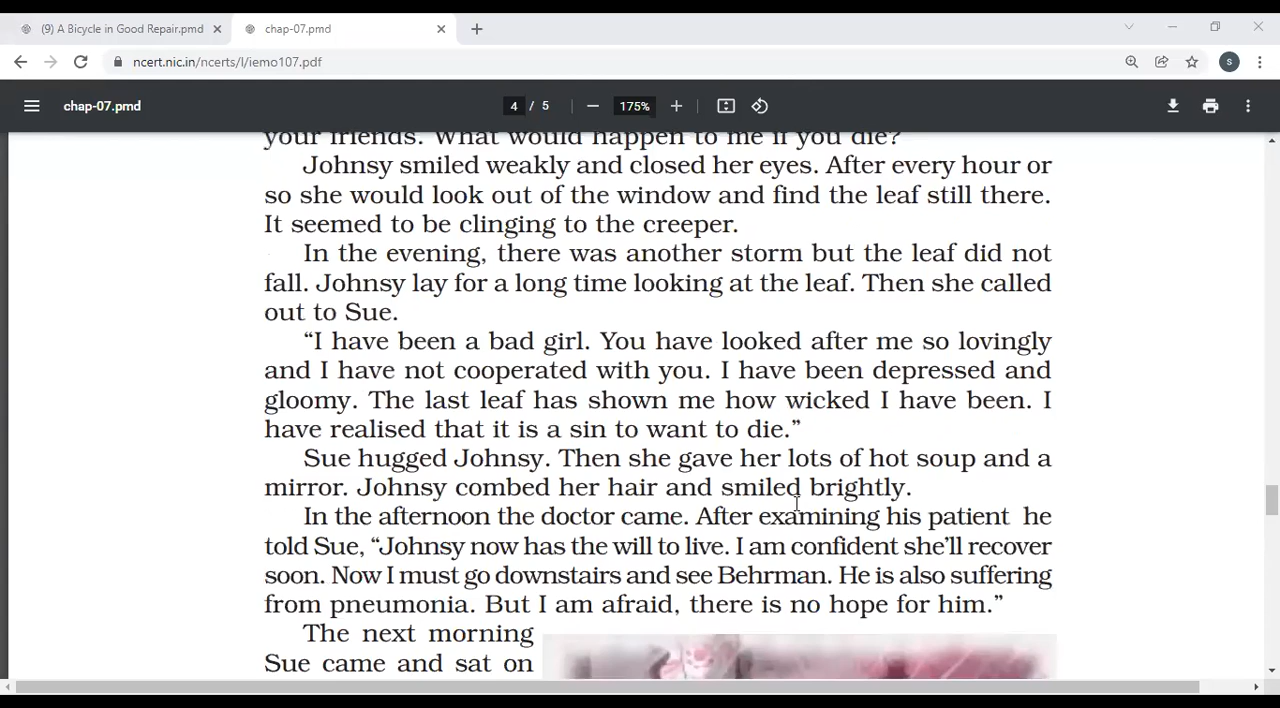 (9) A Bicycle in Good Repair.pmd
chap-07.pmd
ncert.nic.in/ncerts/l/iemo107.pdf
S
chap-07.pmd
4 / 5
175%
your friends. What would happen to me if you die?
Johnsy smiled weakly and closed her eyes. After every hour or
so she would look out of the window and find the leaf still there.
It seemed to be clinging to the creeper.
In the evening, there was another storm but the leaf did not
fall. Johnsy lay for a long time looking at the leaf. Then she called
out to Sue.
“I have been a bad girl. You have looked after me so lovingly
and I have not cooperated with you. I have been depressed and
gloomy. The last leaf has shown me how wicked I have been. I
have realised that it is a sin to want to die.”
Sue hugged Johnsy. Then she gave her lots of hot soup and a
mirror. Johnsy combed her hair and smiled brightly.
In the afternoon the doctor came. After examining his patient he
told Sue, “Johnsy now has the will to live. I am confident she’ll recover
soon. Now I must go downstairs and see Behrman. He is also suffering
from pneumonia. But I am afraid, there is no hope for him.”
The next morning
Sue came and sat on